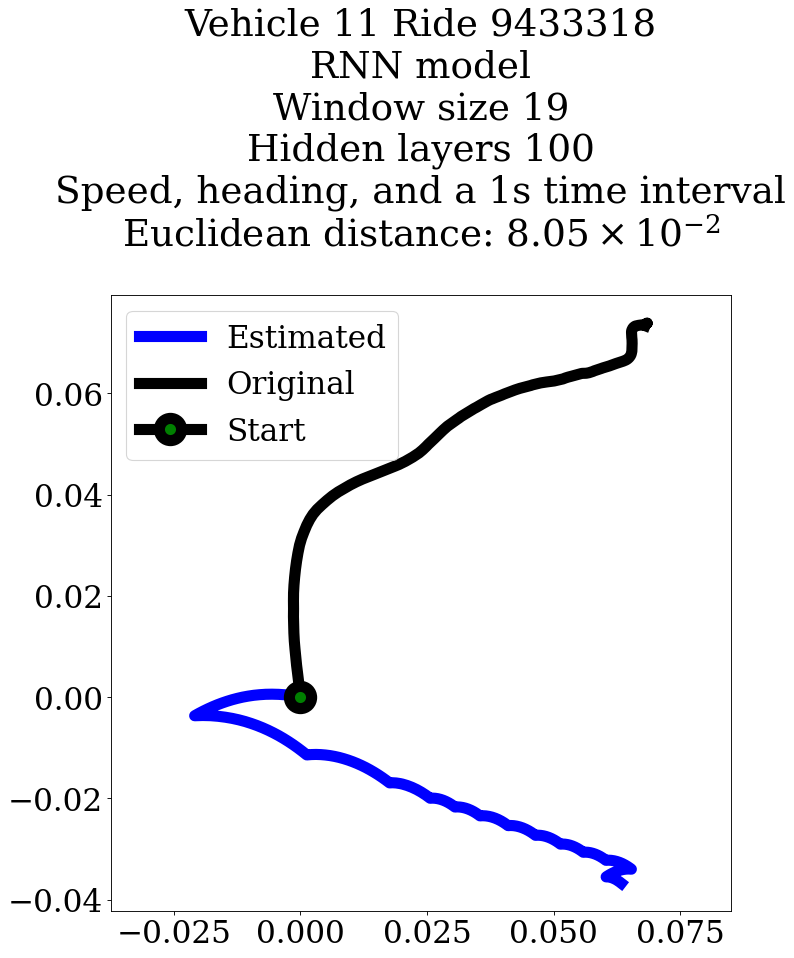 Vehicle 11 Ride 9433318
RNN model
Window size 19
Hidden layers 100
Speed, heading, and a 1s time interval
Euclidean distance: 8.05 × 10⁻²
Estimated
Original
Start
0.06
0.04
0.02
0.00
−0.02
−0.04
−0.025 0.000 0.025 0.050 0.075